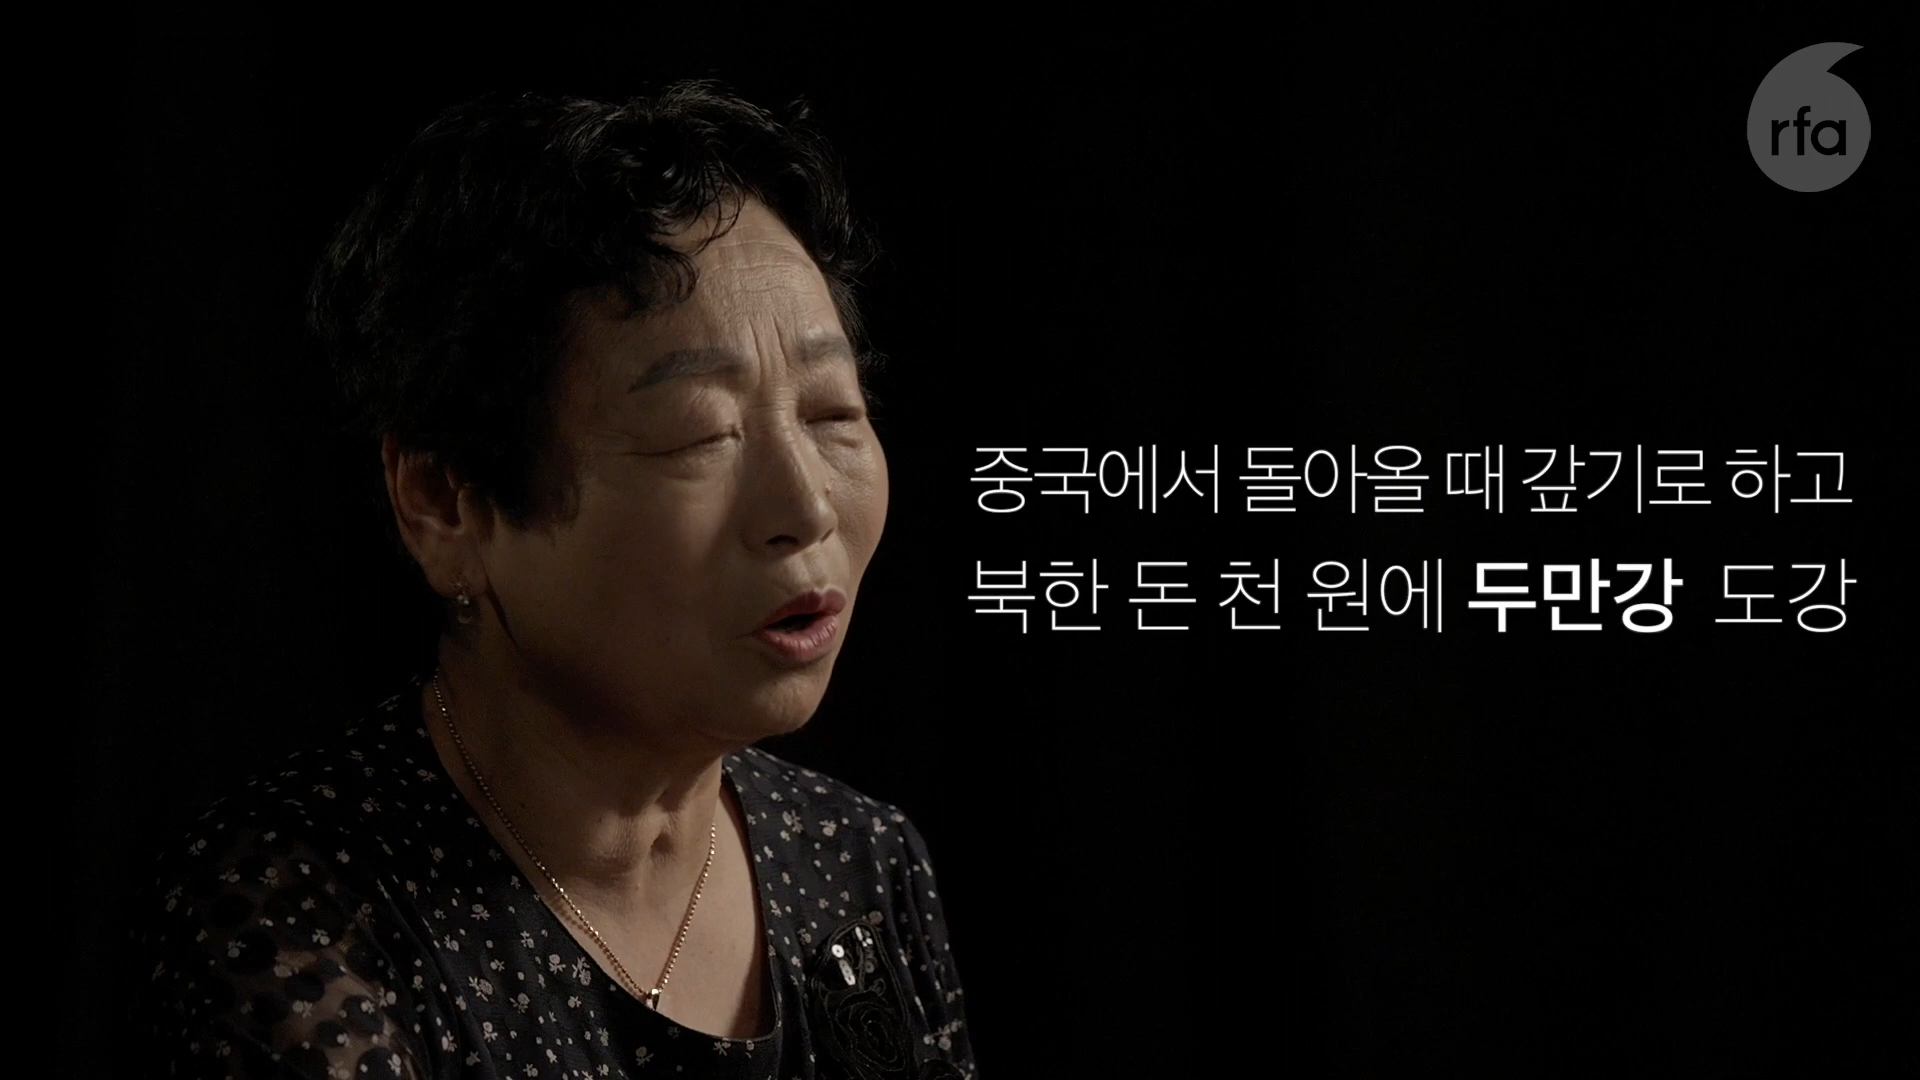 rfa
중국에서 돌아올 때 갚기로 하고
북한 돈 천 원에 두만강 도강